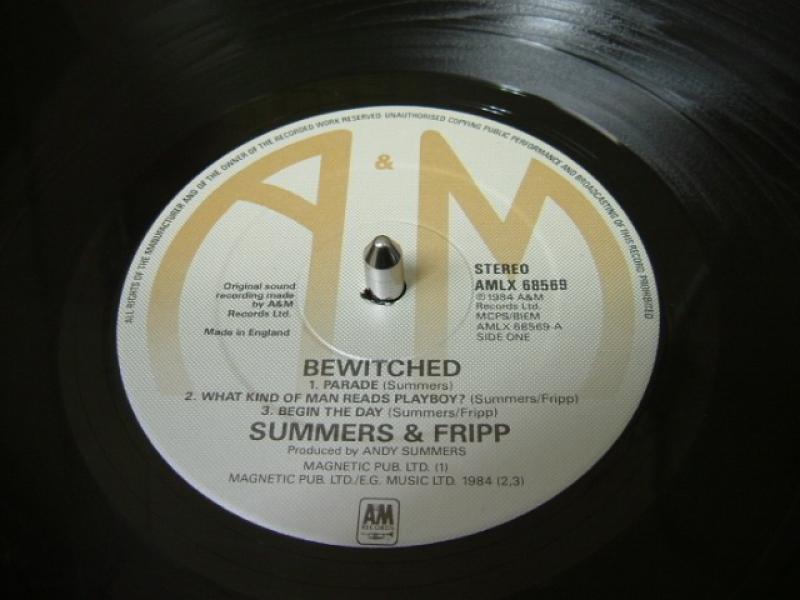 ALL RIGHTS OF THE MANUFACTURER AND OF THE OWNER OF THE RECORDED WORK RESERVED UNAUTHORISED COPYING PUBLIC PERFORMANCE AND BROADCASTING OF THIS RECORD PROHIBITED
A & M
Original sound
recording made
by A&M
Records Ltd.
Made in England
STEREO
AMLX 68569
℗ 1984 A&M
Records Ltd.
MCPS/BIEM
AMLX 68569-A
SIDE ONE
BEWITCHED
1. PARADE (Summers)
2. WHAT KIND OF MAN READS PLAYBOY? (Summers/Fripp)
3. BEGIN THE DAY (Summers/Fripp)
SUMMERS & FRIPP
Produced by ANDY SUMMERS
MAGNETIC PUB. LTD. (1)
MAGNETIC PUB. LTD./E.G. MUSIC LTD. 1984 (2,3)
AM
RECORDS